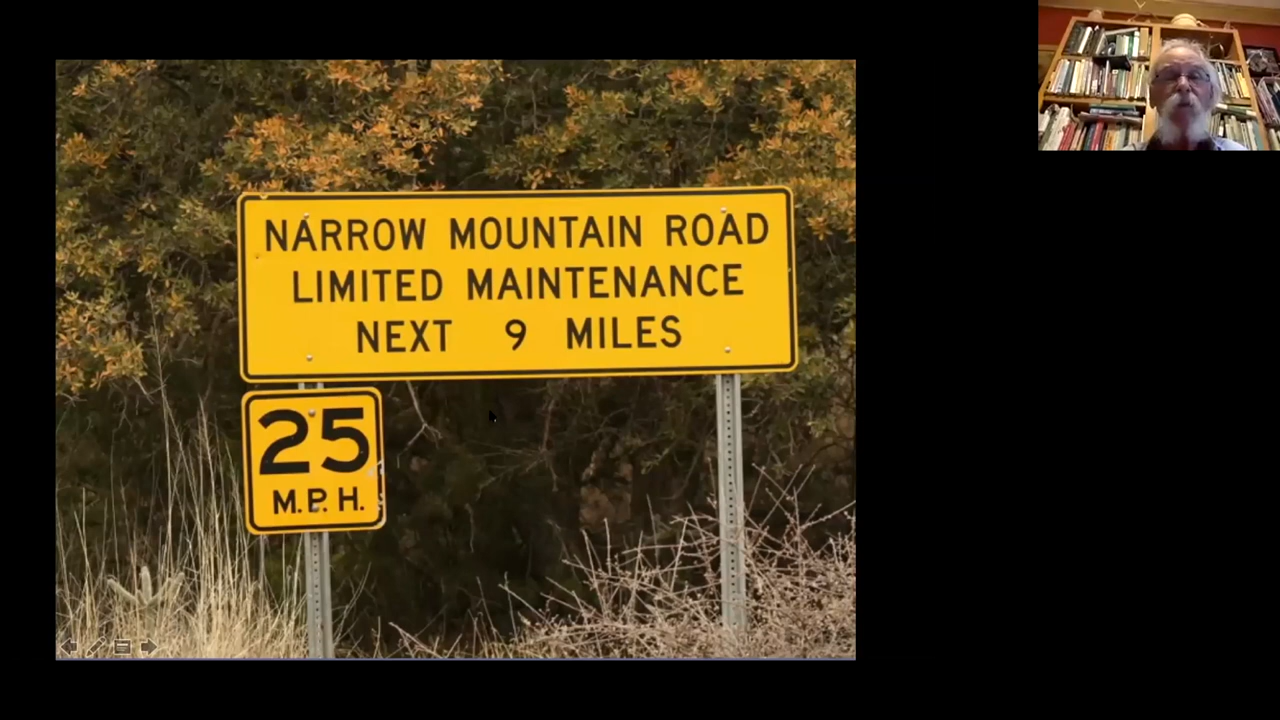 NARROW MOUNTAIN ROAD
LIMITED MAINTENANCE
NEXT 9 MILES
25
M.P.H.